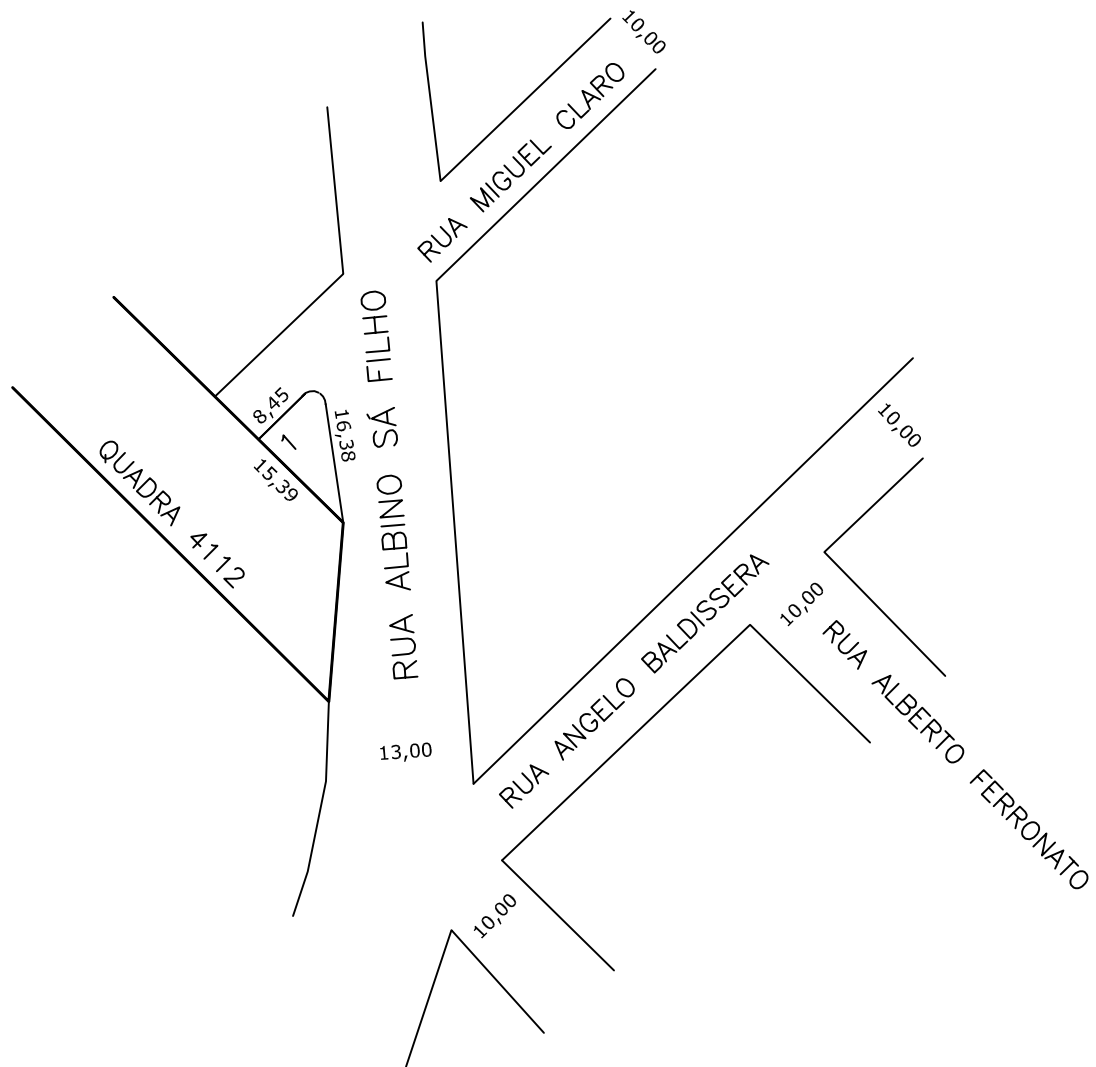 10,00
RUA MIGUEL CLARO
RUA ALBINO SÁ FILHO
8,45
16,38
1
15,39
QUADRA 4112
10,00
RUA ANGELO BALDISSERA
10,00
RUA ALBERTO FERRONATO
13,00
10,00